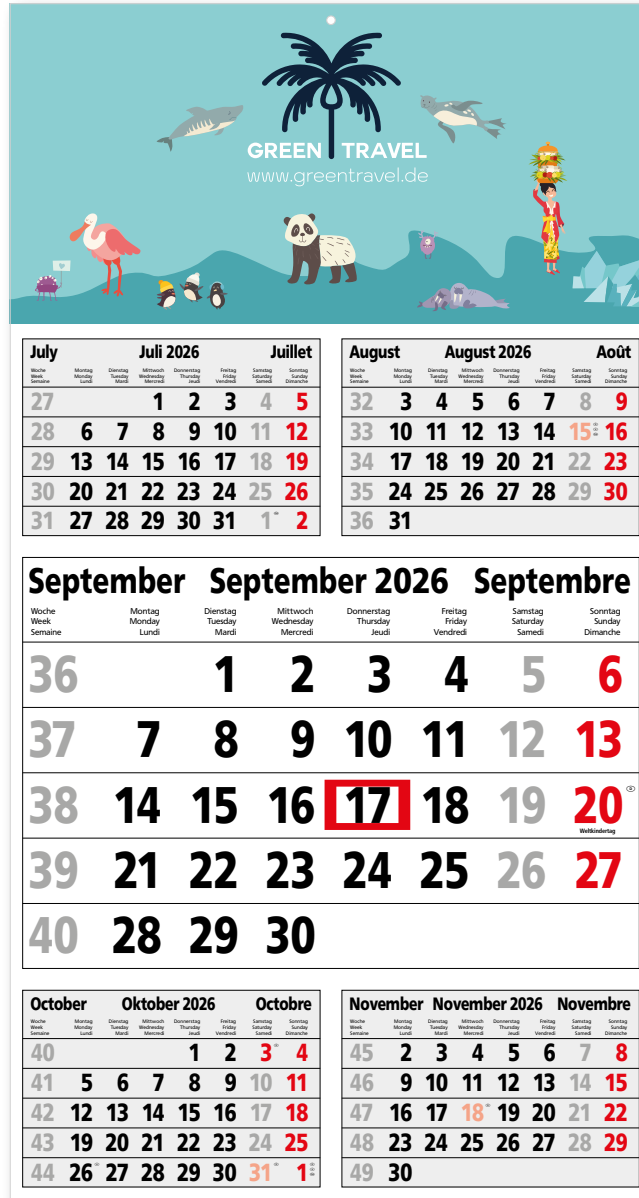 GREEN TRAVEL
www.greentravel.de
July Juli 2026 Juillet
Woche Montag Dienstag Mittwoch Donnerstag Freitag Samstag Sonntag
Week Monday Tuesday Wednesday Thursday Friday Saturday Sunday
Semaine Lundi Mardi Mercredi Jeudi Vendredi Samedi Dimanche
27 1 2 3 4 5
28 6 7 8 9 10 11 12
29 13 14 15 16 17 18 19
30 20 21 22 23 24 25 26
31 27 28 29 30 31 1 2
August August 2026 Août
Woche Montag Dienstag Mittwoch Donnerstag Freitag Samstag Sonntag
Week Monday Tuesday Wednesday Thursday Friday Saturday Sunday
Semaine Lundi Mardi Mercredi Jeudi Vendredi Samedi Dimanche
32 3 4 5 6 7 8 9
33 10 11 12 13 14 15 16
34 17 18 19 20 21 22 23
35 24 25 26 27 28 29 30
36 31
September September 2026 Septembre
Woche Montag Dienstag Mittwoch Donnerstag Freitag Samstag Sonntag
Week Monday Tuesday Wednesday Thursday Friday Saturday Sunday
Semaine Lundi Mardi Mercredi Jeudi Vendredi Samedi Dimanche
36 1 2 3 4 5 6
37 7 8 9 10 11 12 13
38 14 15 16 17 18 19 20
Weltkindertag
39 21 22 23 24 25 26 27
40 28 29 30
October Oktober 2026 Octobre
Woche Montag Dienstag Mittwoch Donnerstag Freitag Samstag Sonntag
Week Monday Tuesday Wednesday Thursday Friday Saturday Sunday
Semaine Lundi Mardi Mercredi Jeudi Vendredi Samedi Dimanche
40 1 2 3 4
41 5 6 7 8 9 10 11
42 12 13 14 15 16 17 18
43 19 20 21 22 23 24 25
44 26 27 28 29 30 31 1
November November 2026 Novembre
Woche Montag Dienstag Mittwoch Donnerstag Freitag Samstag Sonntag
Week Monday Tuesday Wednesday Thursday Friday Saturday Sunday
Semaine Lundi Mardi Mercredi Jeudi Vendredi Samedi Dimanche
45 2 3 4 5 6 7 8
46 9 10 11 12 13 14 15
47 16 17 18 19 20 21 22
48 23 24 25 26 27 28 29
49 30